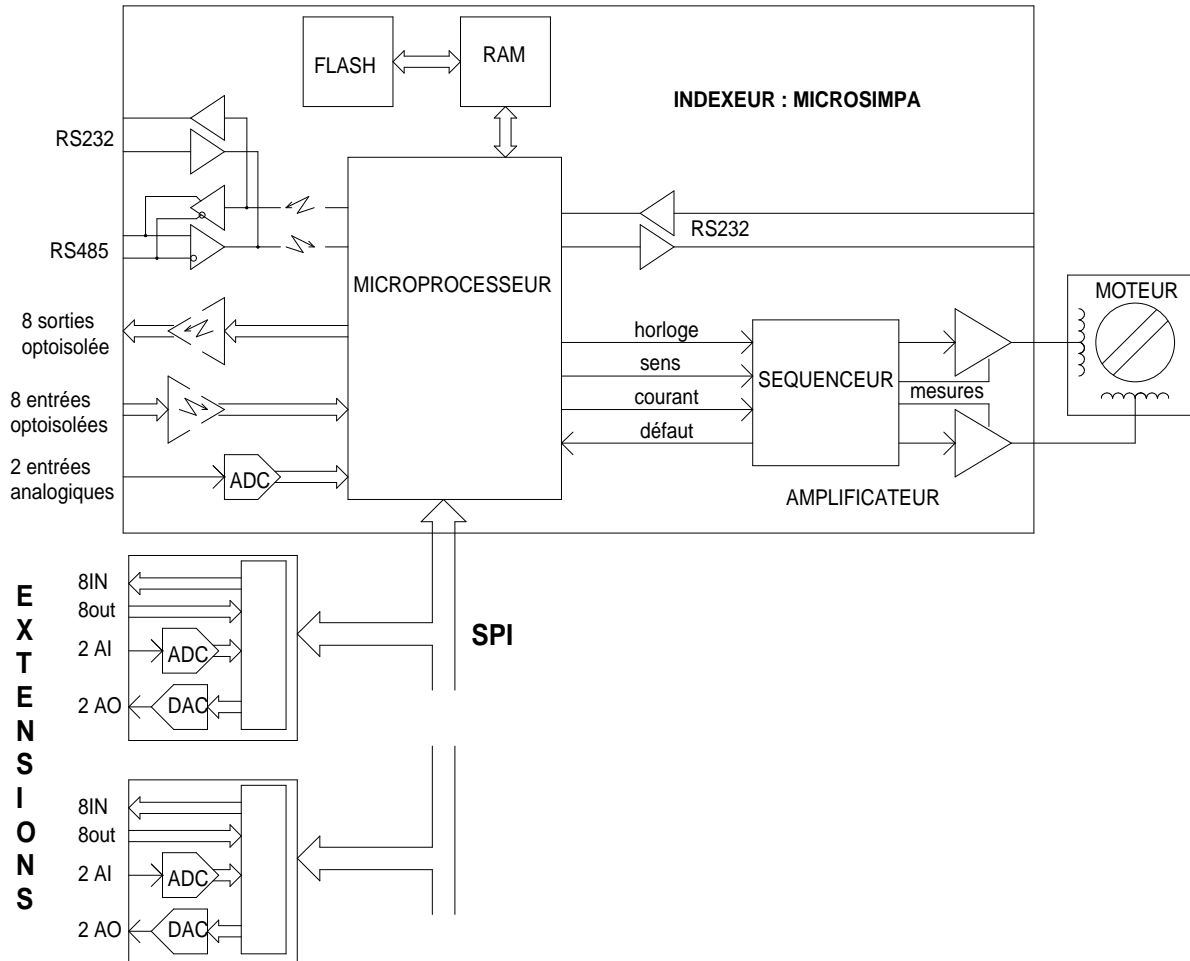 FLASH
RAM
INDEXEUR : MICROSIMPA
RS232
RS485
RS232
MICROPROCESSEUR
MOTEUR
8 sorties
optoisolée
horloge
sens
courant
défaut
SEQUENCEUR
mesures
8 entrées
optoisolées
2 entrées
analogiques
ADC
AMPLIFICATEUR
EXTENSIONS
8IN
8out
2 AI
ADC
2 AO
DAC
SPI
8IN
8out
2 AI
ADC
2 AO
DAC